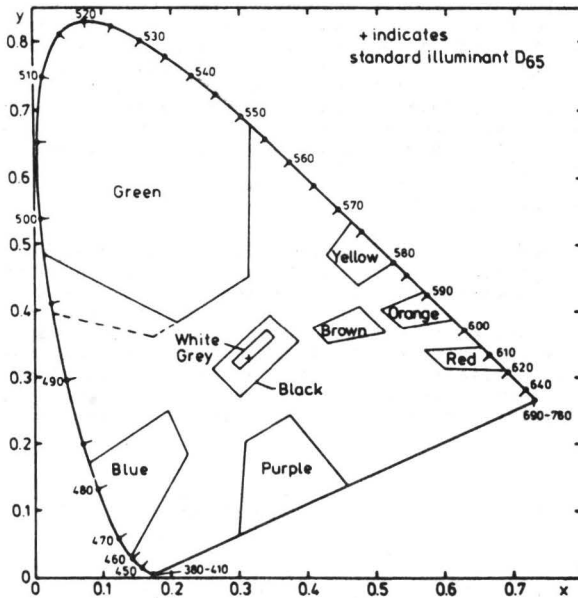 y
0.8
0.7
0.6
0.5
0.4
0.3
0.2
0.1
0
0
0.1
0.2
0.3
0.4
0.5
0.6
0.7
x
+ indicates
standard illuminant D65
520
530
510
540
550
560
500
570
580
590
600
610
620
640
690-780
490
480
470
460
450
380-410
Green
Yellow
Orange
Brown
Red
White
Grey
Black
Blue
Purple